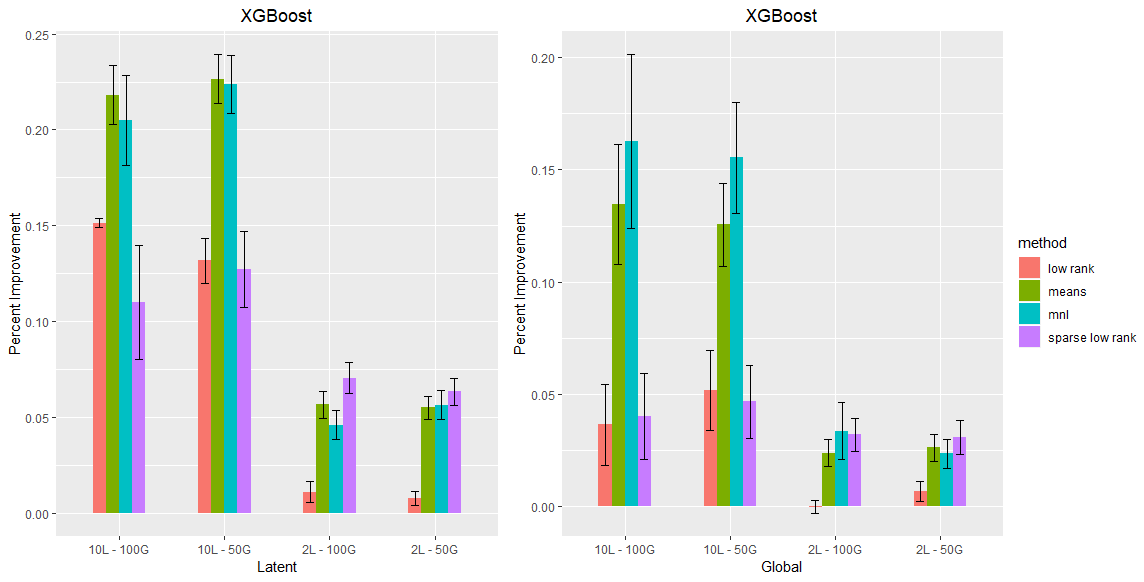 XGBoost
Percent Improvement
0.25
0.20
0.15
0.10
0.05
0.00
10L - 100G
10L - 50G
2L - 100G
2L - 50G
Latent
XGBoost
Percent Improvement
0.20
0.15
0.10
0.05
0.00
10L - 100G
10L - 50G
2L - 100G
2L - 50G
Global
method
low rank
means
mnl
sparse low rank